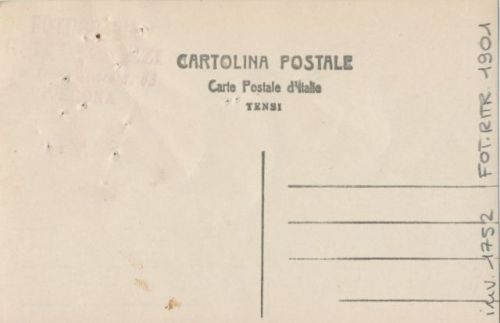 CARTOLINA POSTALE
Carte Postale d'Italie
TENSI
inv. 1752 FOT. RITR. 1901